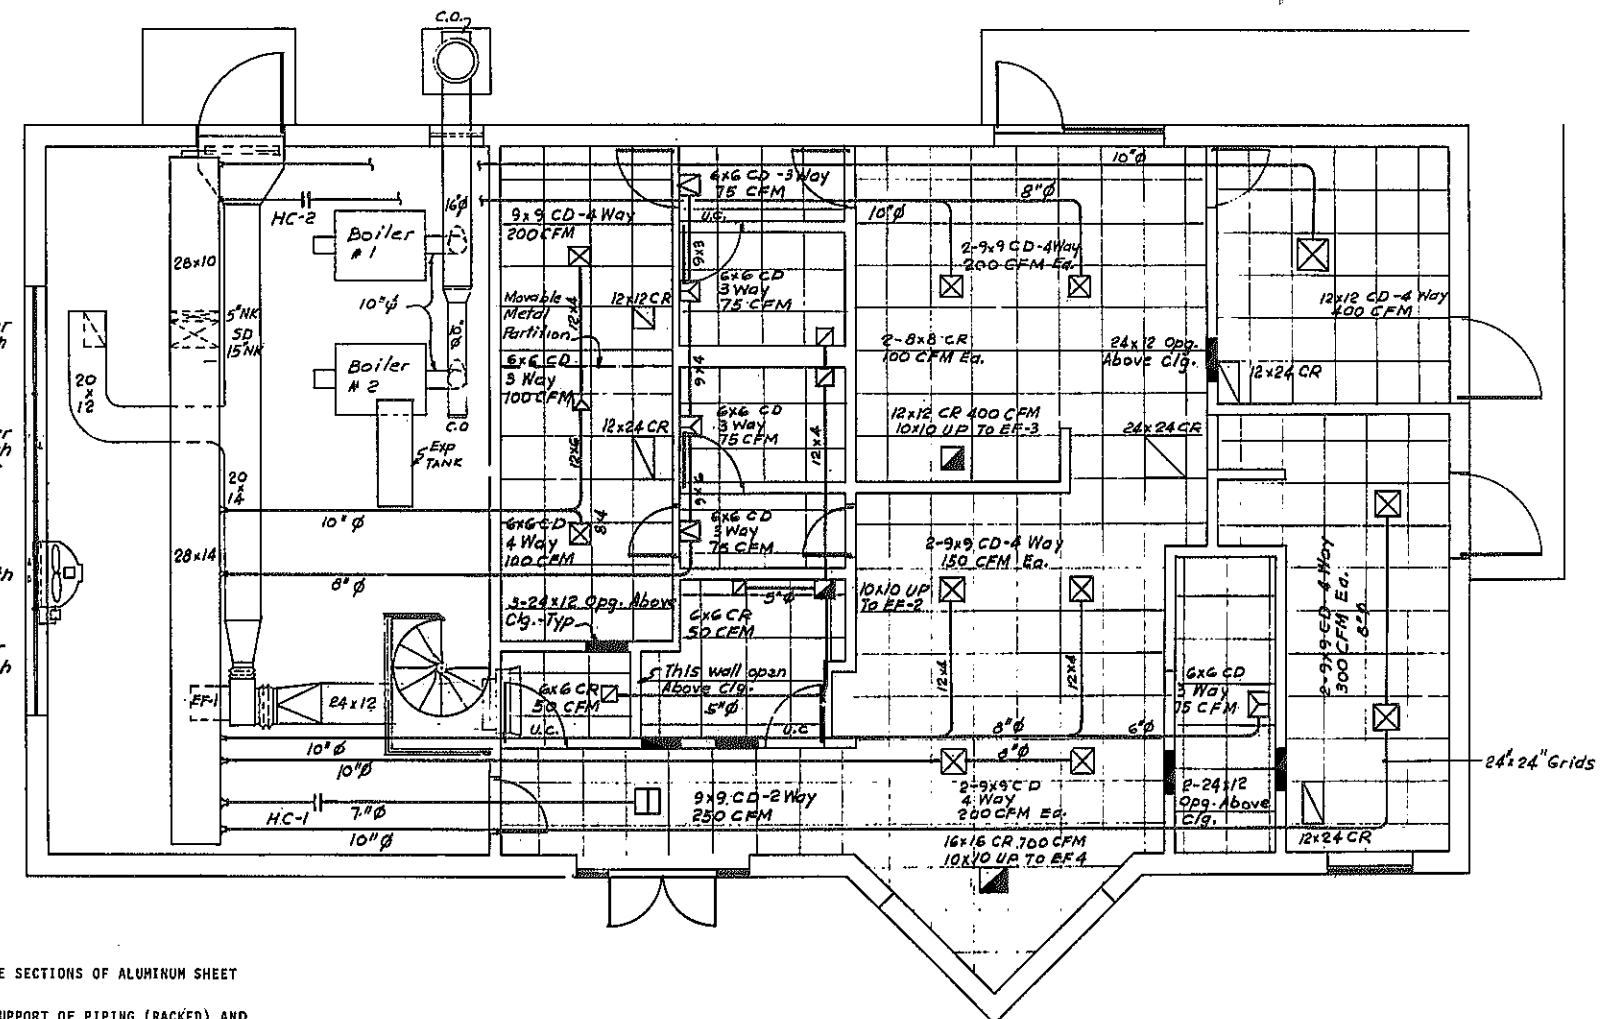 C.O.
10"ø
8"ø
10"ø
6x6 CD-3Way
75 CFM
U.C.
HC-2
16"ø
9x9 CD-4 Way
200 CFM
Boiler
#1
28x10
9x3
2-9x9 CD-4Way
200 CFM Ea.
6x6 CD
3 Way
75 CFM
12x12 CD-4 Way
400 CFM
Movable
Metal
Partition
12x4
12x12 CR
10"ø
10"ø
5"NK
SD
15"NK
2-8x8 CR
100 CFM Ea.
24x12 Opg.
Above Clg.
12x24 CR
Boiler
#2
6x6 CD
3 Way
100 CFM
9x4
20
x
12
C.O
6x6 CD
3 Way
75 CFM
12x12 CR 400 CFM
10x10 UP To EF-3
24x24 CR
12x24 CR
12x6
12x4
EXP
TANK
20
x
14
9x6
10"ø
6x6 CD
4 Way
100 CFM
8x4
6x6 CD
3 Way
75 CFM
2-9x9 CD-4 Way
150 CFM Ea.
2-9x9 CD-4 Way
300 CFM Ea.
8"ø
28x14
8"ø
3-24x12 Opg. Above
Clg.-Typ.
5"ø
10x10 UP
To EF-2
6x6 CR
50 CFM
12x4
12x4
This wall open
Above Clg.
5"ø
6x6 CR
50 CFM
U.C.
U.C
6x6 CD
3 Way
75 CFM
EF-1
24x12
10"ø
8"ø
6"ø
10"ø
8"ø
24"x24" Grids
H.C-1
7"ø
9x9 CD-2 Way
250 CFM
2-9x9 CD
4 Way
200 CFM Ea.
2-24x12
Opg. Above
Clg.
10"ø
16x16 CR 700 CFM
10x10 UP TO EF4
12x24 CR
E SECTIONS OF ALUMINUM SHEET
UPPORT OF PIPING (RACKED) AND